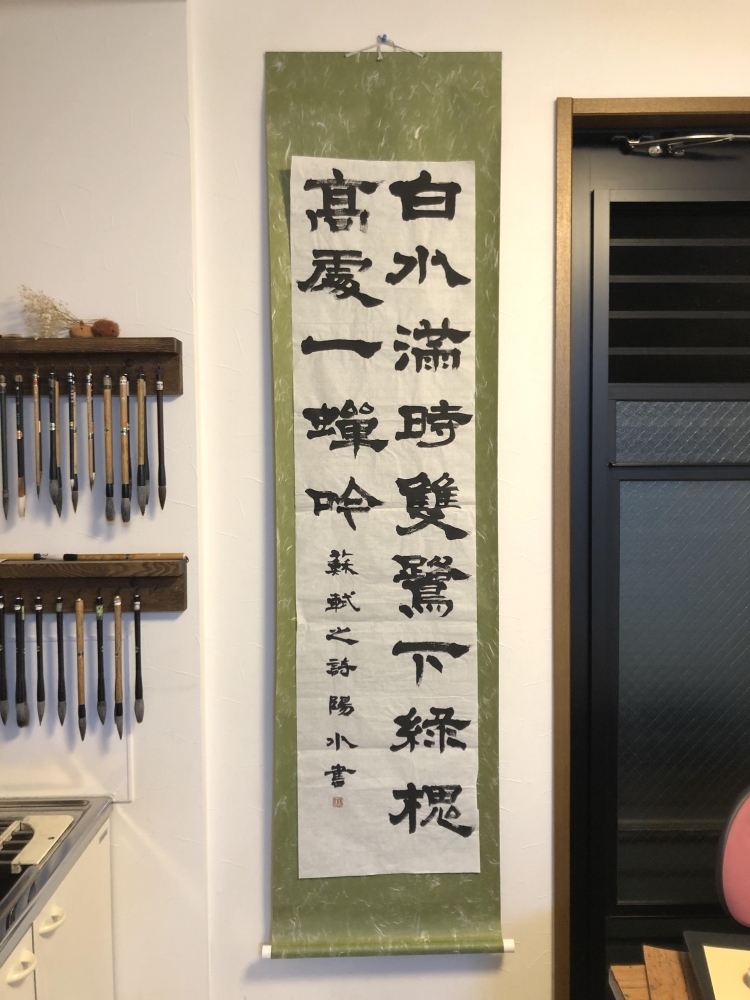 白水滿時雙鷺下綠槐
高處一蟬吟 蘇軾之詩陽水書